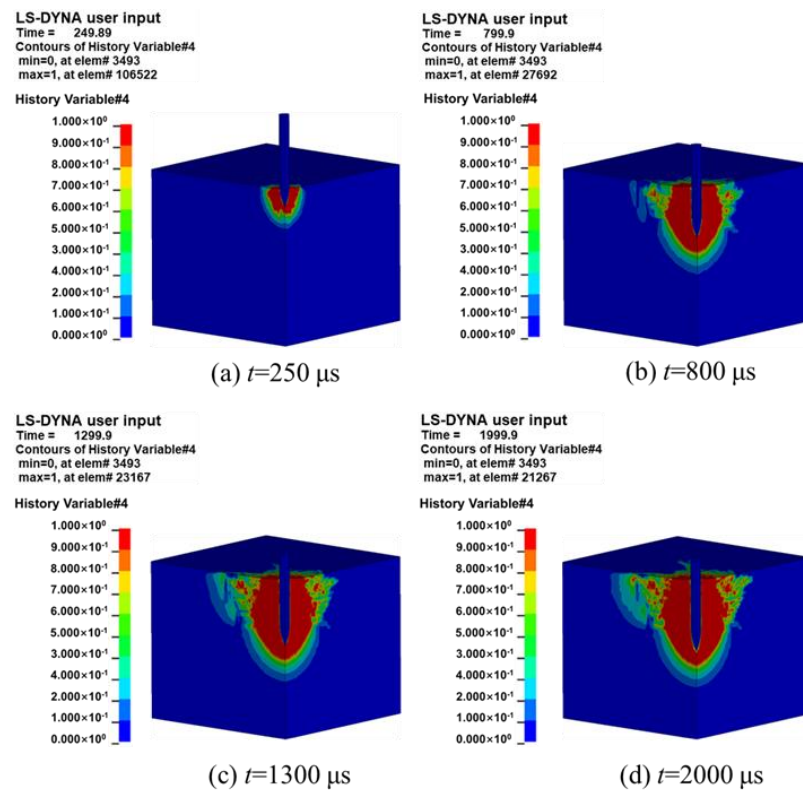 LS-DYNA user input
Time = 249.89
Contours of History Variable#4
min=0, at elem# 3493
max=1, at elem# 106522
History Variable#4
1.000×10⁰
9.000×10⁻¹
8.000×10⁻¹
7.000×10⁻¹
6.000×10⁻¹
5.000×10⁻¹
4.000×10⁻¹
3.000×10⁻¹
2.000×10⁻¹
1.000×10⁻¹
0.000×10⁰
(a) t=250 μs
LS-DYNA user input
Time = 799.9
Contours of History Variable#4
min=0, at elem# 3493
max=1, at elem# 27692
History Variable#4
1.000×10⁰
9.000×10⁻¹
8.000×10⁻¹
7.000×10⁻¹
6.000×10⁻¹
5.000×10⁻¹
4.000×10⁻¹
3.000×10⁻¹
2.000×10⁻¹
1.000×10⁻¹
0.000×10⁰
(b) t=800 μs
LS-DYNA user input
Time = 1299.9
Contours of History Variable#4
min=0, at elem# 3493
max=1, at elem# 23167
History Variable#4
1.000×10⁰
9.000×10⁻¹
8.000×10⁻¹
7.000×10⁻¹
6.000×10⁻¹
5.000×10⁻¹
4.000×10⁻¹
3.000×10⁻¹
2.000×10⁻¹
1.000×10⁻¹
0.000×10⁰
(c) t=1300 μs
LS-DYNA user input
Time = 1999.9
Contours of History Variable#4
min=0, at elem# 3493
max=1, at elem# 21267
History Variable#4
1.000×10⁰
9.000×10⁻¹
8.000×10⁻¹
7.000×10⁻¹
6.000×10⁻¹
5.000×10⁻¹
4.000×10⁻¹
3.000×10⁻¹
2.000×10⁻¹
1.000×10⁻¹
0.000×10⁰
(d) t=2000 μs